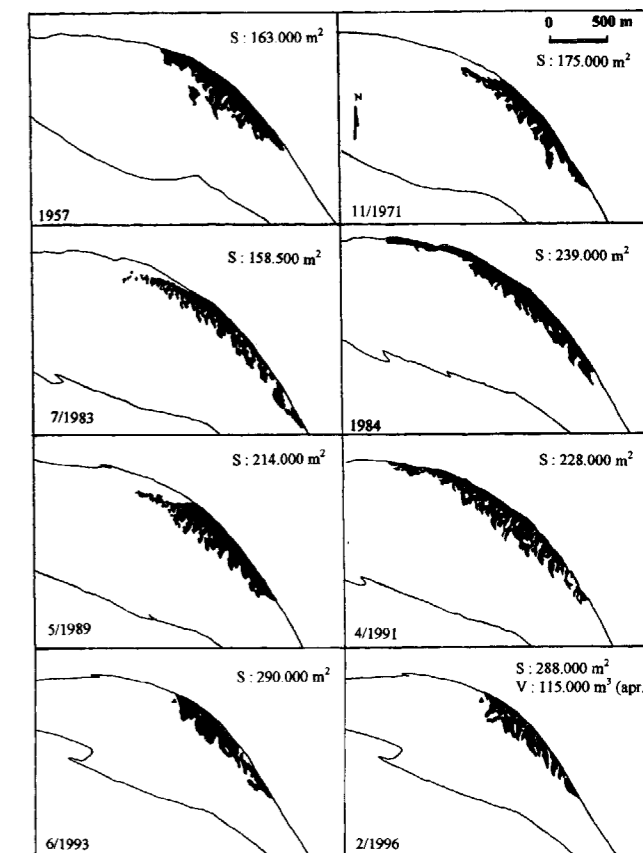 S : 163.000 m²
1957
0 500 m
S : 175.000 m²
N
11/1971
S : 158.500 m²
7/1983
S : 239.000 m²
1984
S : 214.000 m²
5/1989
S : 228.000 m²
4/1991
S : 290.000 m²
6/1993
S : 288.000 m²
V : 115.000 m³ (apr.
2/1996